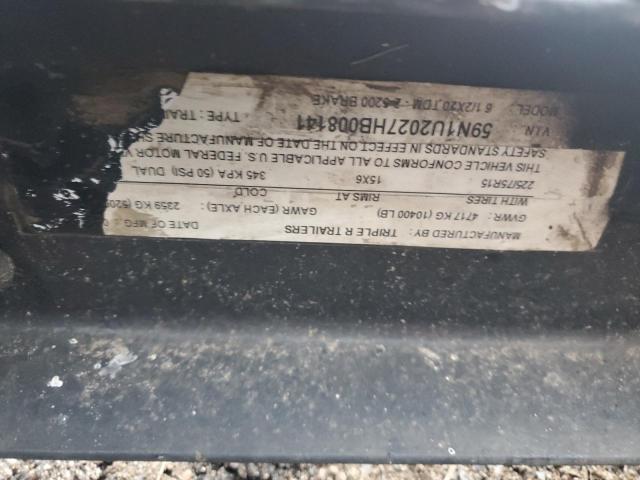 MANUFACTURED BY: TRIPLE R TRAILERS DATE OF MFG
GVWR: 4717 KG (10400 LB) GAWR (EACH AXLE): 2359 KG
WITH TIRES RIMS AT COLD
225/75R15 15X6 345 KPA (50 PSI) DUAL
THIS VEHICLE CONFORMS TO ALL APPLICABLE U.S. FEDERAL MOTOR
SAFETY STANDARDS IN EFFECT ON THE DATE OF MANUFACTURE
V.I.N. 59N1U2027HB008141 TYPE: TRAI
MODEL: 6 1/2X20 TDM - 2-5200 BRAKE